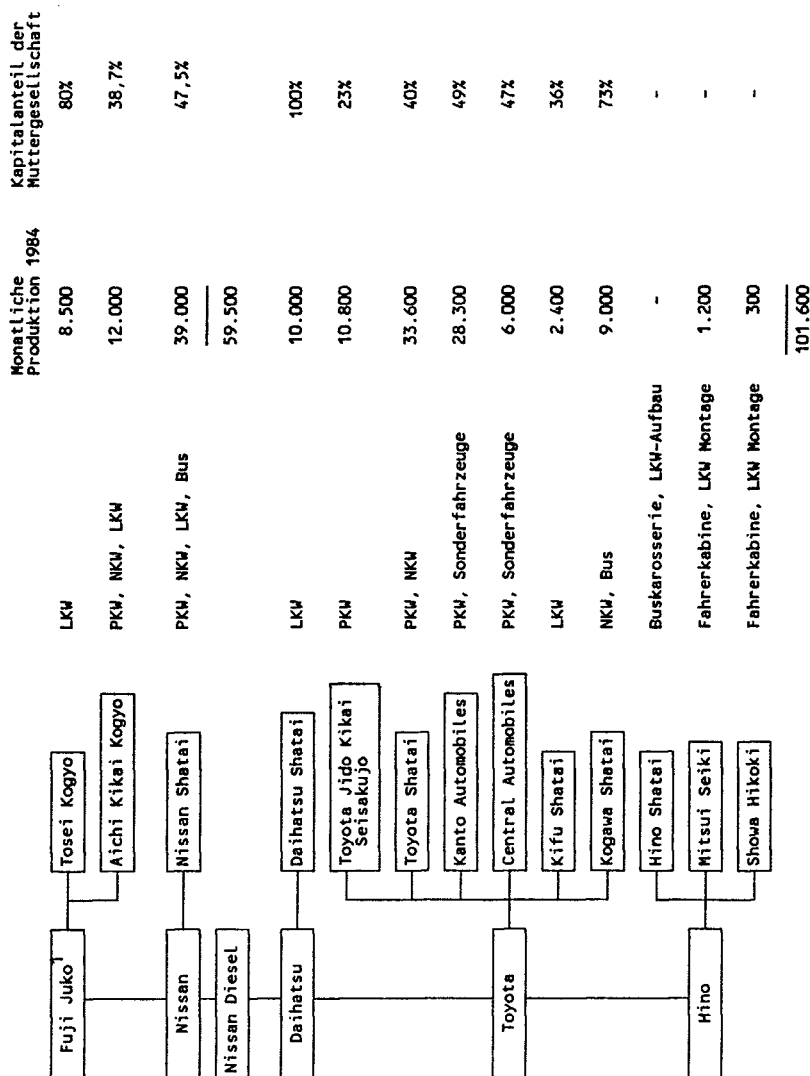 Monatliche
Produktion 1984
Kapitalanteil der
Muttergesellschaft
Fuji Juko¹
Tosei Kogyo
LKW
8.500
80%
Aichi Kikai Kogyo
PKW, NKW, LKW
12.000
38,7%
Nissan
Nissan Shatai
PKW, NKW, LKW, Bus
39.000
47,5%
Nissan Diesel
59.500
Daihatsu
Daihatsu Shatai
LKW
10.000
100%
Toyota Jido Kikai
Seisakujo
PKW
10.800
23%
Toyota Shatai
PKW, NKW
33.600
40%
Kanto Automobiles
PKW, Sonderfahrzeuge
28.300
49%
Toyota
Central Automobiles
PKW, Sonderfahrzeuge
6.000
47%
Kifu Shatai
LKW
2.400
36%
Kogawa Shatai
NKW, Bus
9.000
73%
Hino Shatai
Buskarosserie, LKW-Aufbau
-
-
Hino
Mitsui Seiki
Fahrerkabine, LKW Montage
1.200
-
Showa Hikoki
Fahrerkabine, LKW Montage
300
-
101.600